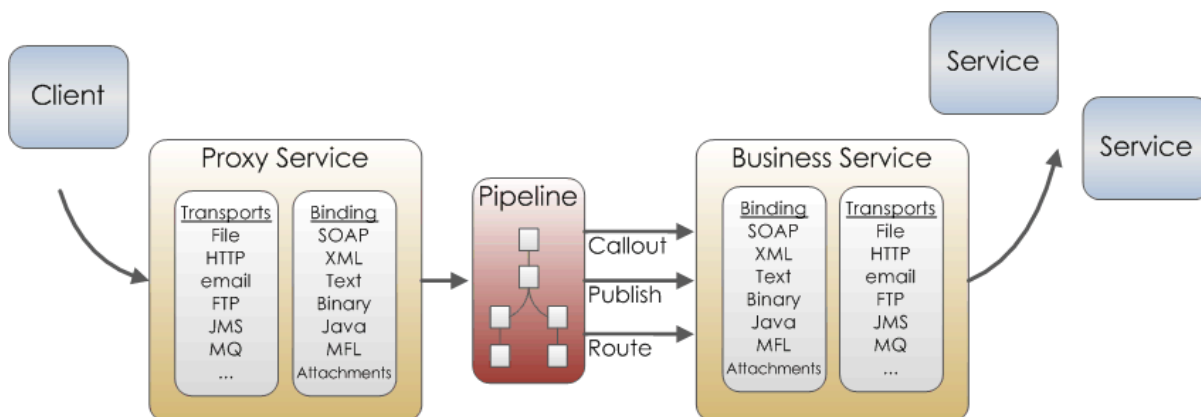 Client
Proxy Service
Transports
File
HTTP
email
FTP
JMS
MQ
...
Binding
SOAP
XML
Text
Binary
Java
MFL
Attachments
Pipeline
Callout
Publish
Route
Business Service
Binding
SOAP
XML
Text
Binary
Java
MFL
Attachments
Transports
File
HTTP
email
FTP
JMS
MQ
...
Service
Service